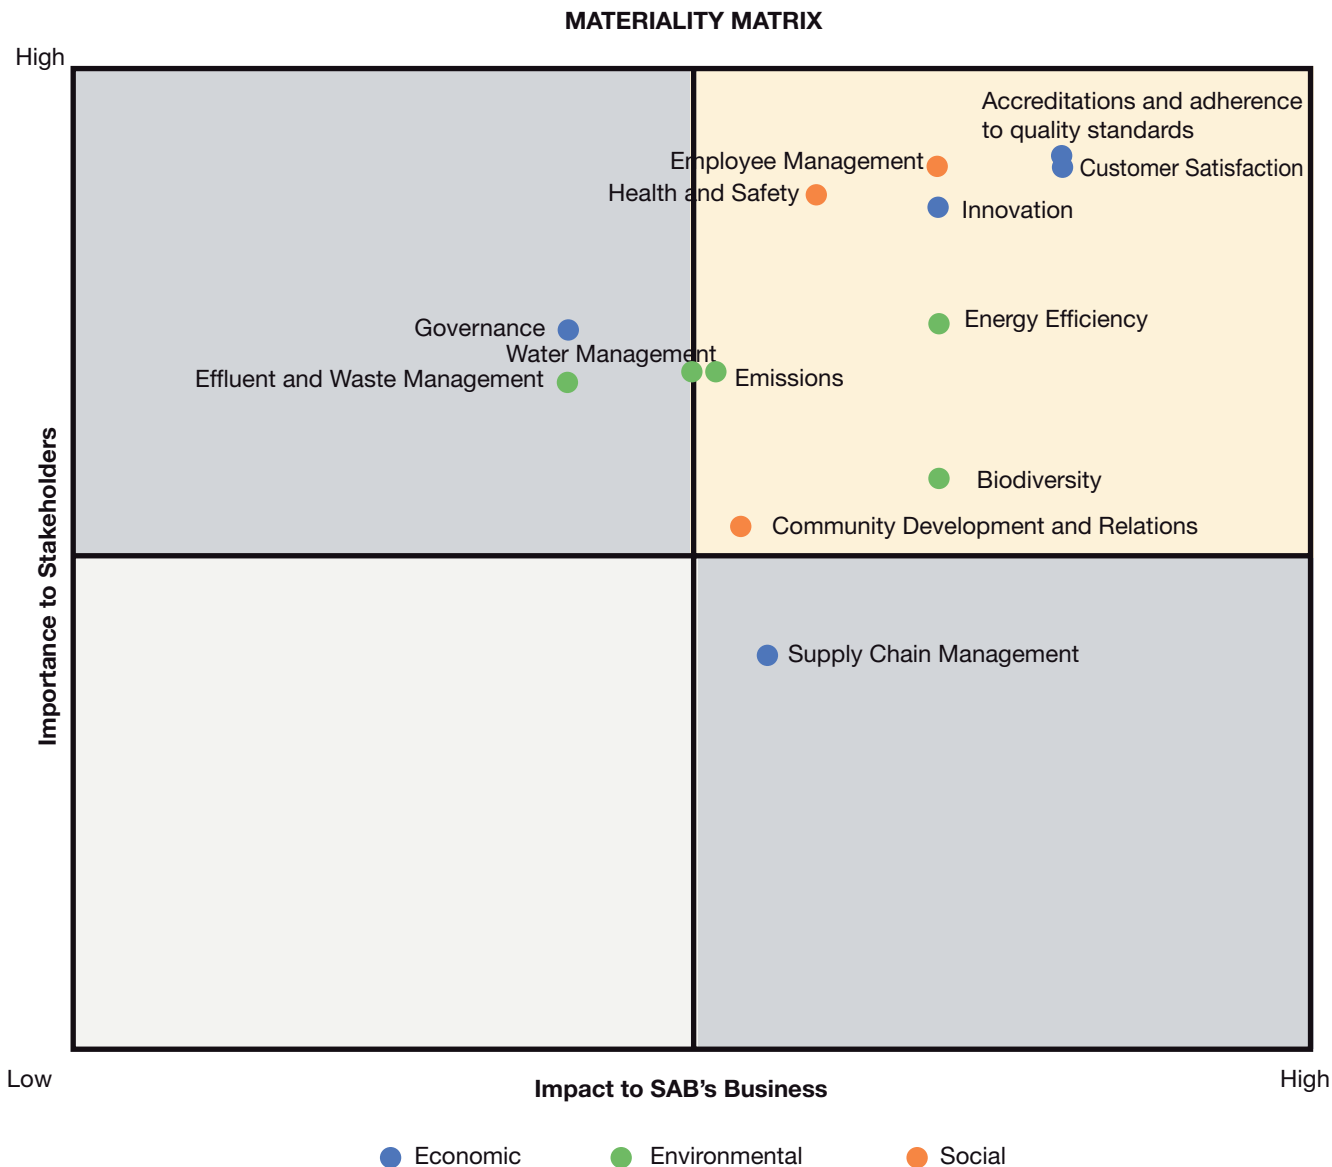 MATERIALITY MATRIX
High
Accreditations and adherence
to quality standards
Employee Management
Customer Satisfaction
Health and Safety
Innovation
Governance
Energy Efficiency
Water Management
Effluent and Waste Management
Emissions
Biodiversity
Community Development and Relations
Importance to Stakeholders
Supply Chain Management
Low
Impact to SAB's Business
High
Economic
Environmental
Social